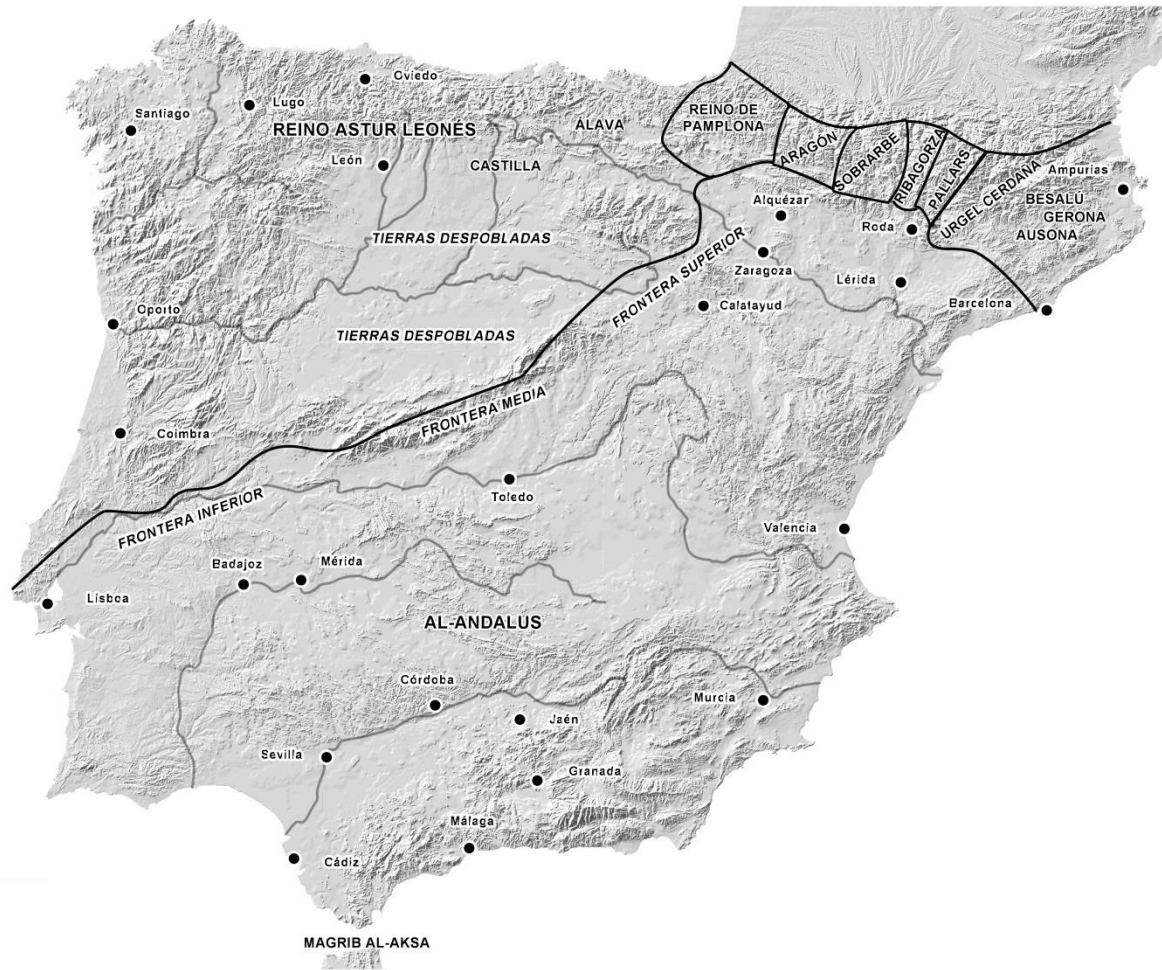 Oviedo
Lugo
Santiago
REINO ASTUR LEONÉS
ÁLAVA
REINO DE
PAMPLONA
ARAGÓN
SOBRARBE
RIBAGORZA
PALLARS
URGEL CERDAÑA
Ampurias
BESALÚ
GERONA
AUSONA
León
CASTILLA
Alquézar
Roda
TIERRAS DESPOBLADAS
FRONTERA SUPERIOR
Zaragoza
Lérida
Calatayud
Barcelona
Oporto
TIERRAS DESPOBLADAS
FRONTERA MEDIA
Coimbra
Toledo
FRONTERA INFERIOR
Valencia
Badajoz
Mérida
Lisboa
AL-ANDALUS
Córdoba
Murcia
Jaén
Sevilla
Granada
Málaga
Cádiz
MAGRIB AL-AKSA